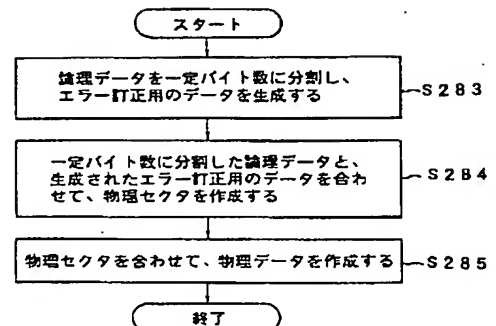 スタート
論理データを一定バイト数に分割し、
エラー訂正用のデータを生成する
S283
一定バイト数に分割した論理データと、
生成されたエラー訂正用のデータを合わ
せて、物理セクタを作成する
S284
物理セクタを合わせて、物理データを作成する
S285
終了